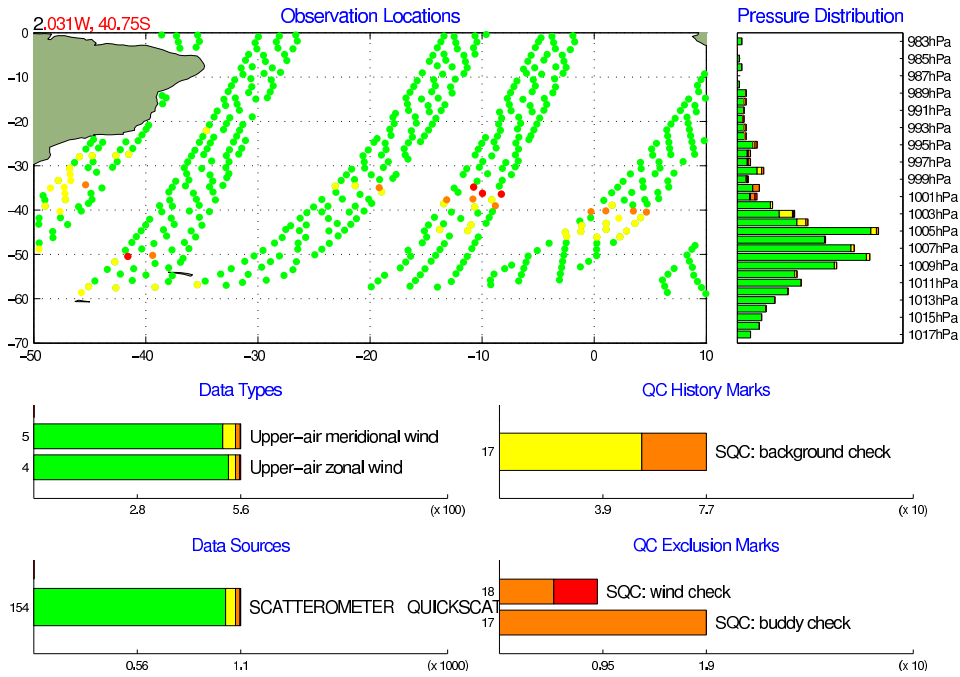 Observation Locations
Pressure Distribution
2.031W, 40.75S
0
−10
−20
−30
−40
−50
−60
−50
−40
−30
−20
−10
0
10
983hPa
985hPa
987hPa
989hPa
991hPa
993hPa
995hPa
997hPa
999hPa
1001hPa
1003hPa
1005hPa
1007hPa
1009hPa
1011hPa
1013hPa
1015hPa
1017hPa
Data Types
5
Upper−air meridional wind
4
Upper−air zonal wind
2.8
5.6
(x 100)
QC History Marks
17
SQC: background check
3.9
7.7
(x 10)
Data Sources
154
SCATTEROMETER QUICKSCAT
0.56
1.1
(x 1000)
QC Exclusion Marks
18
SQC: wind check
17
SQC: buddy check
0.95
1.9
(x 10)